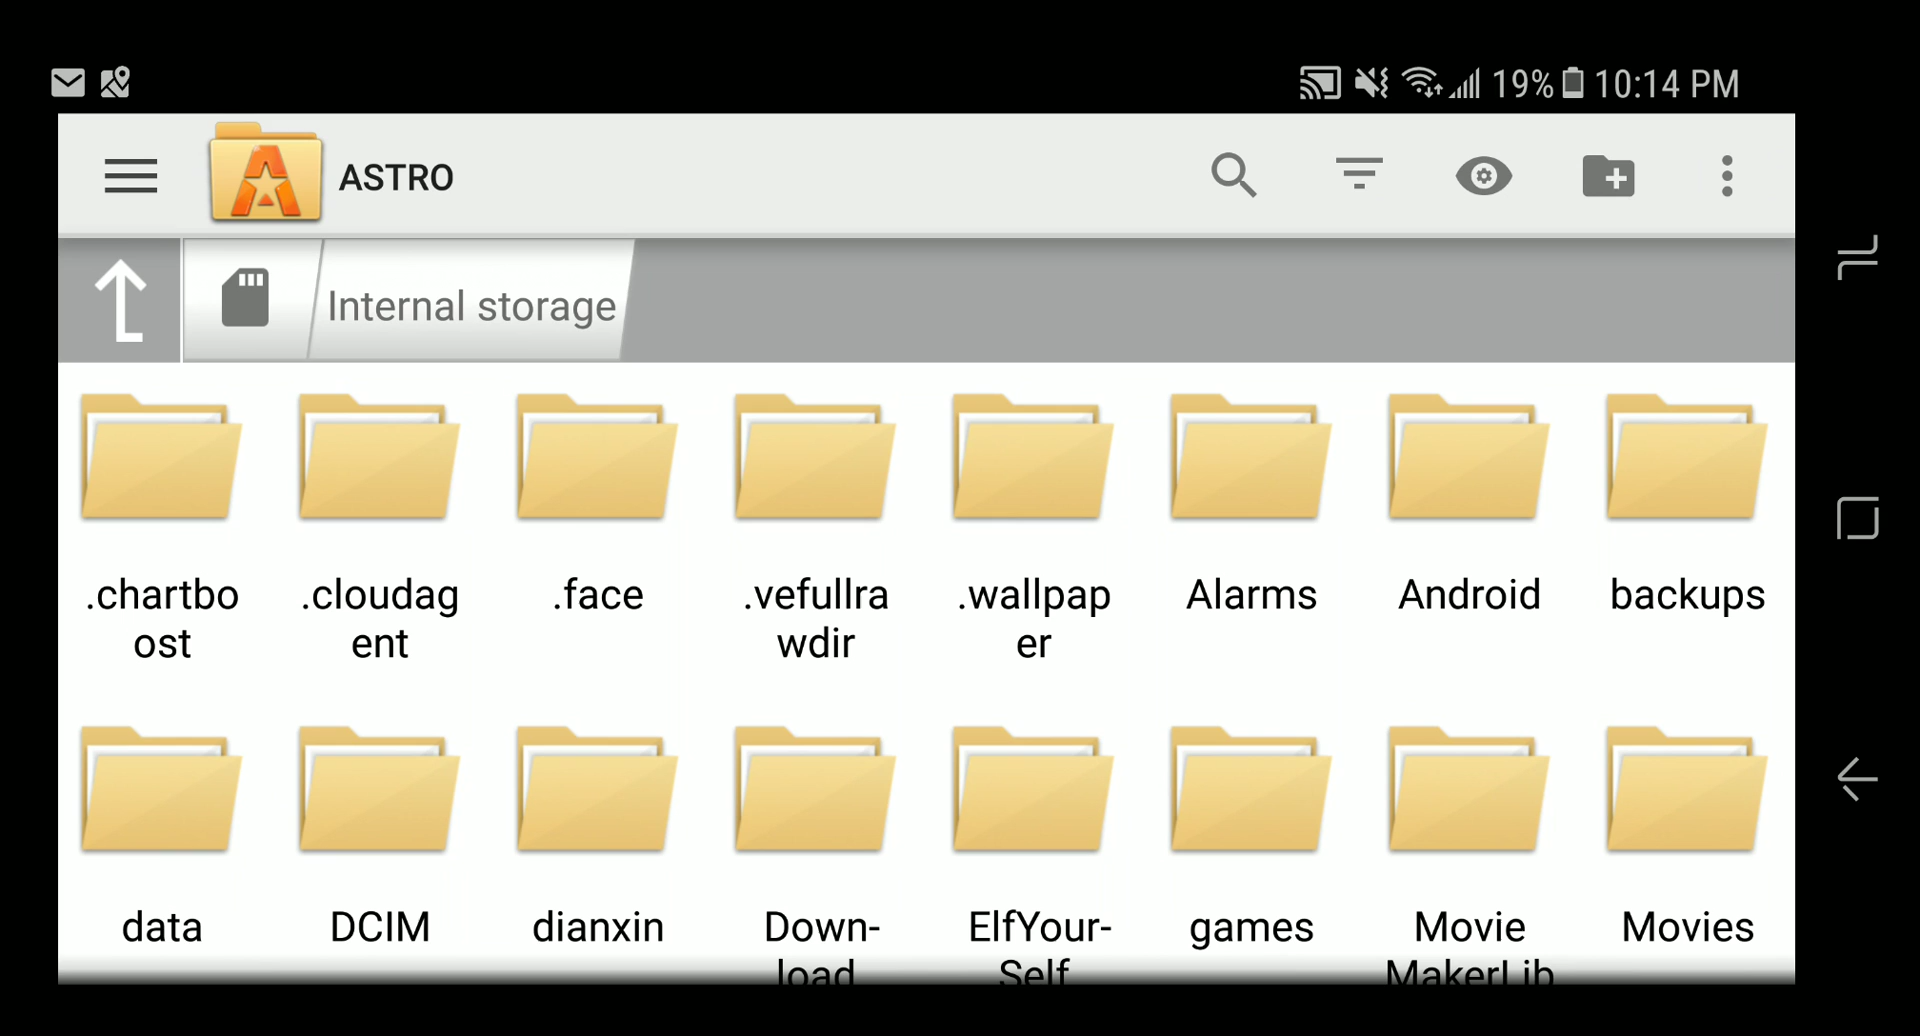 19% 10:14 PM
ASTRO
Internal storage
.chartbo
ost
.cloudag
ent
.face
.vefullra
wdir
.wallpap
er
Alarms
Android
backups
data
DCIM
dianxin
Down-
load
ElfYour-
Self
games
Movie
MakerLib
Movies